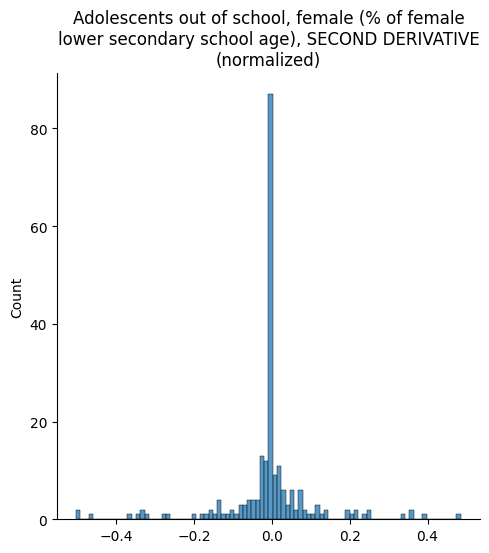 Adolescents out of school, female (% of female
lower secondary school age), SECOND DERIVATIVE
(normalized)
Count
80
60
40
20
0
−0.4 −0.2 0.0 0.2 0.4